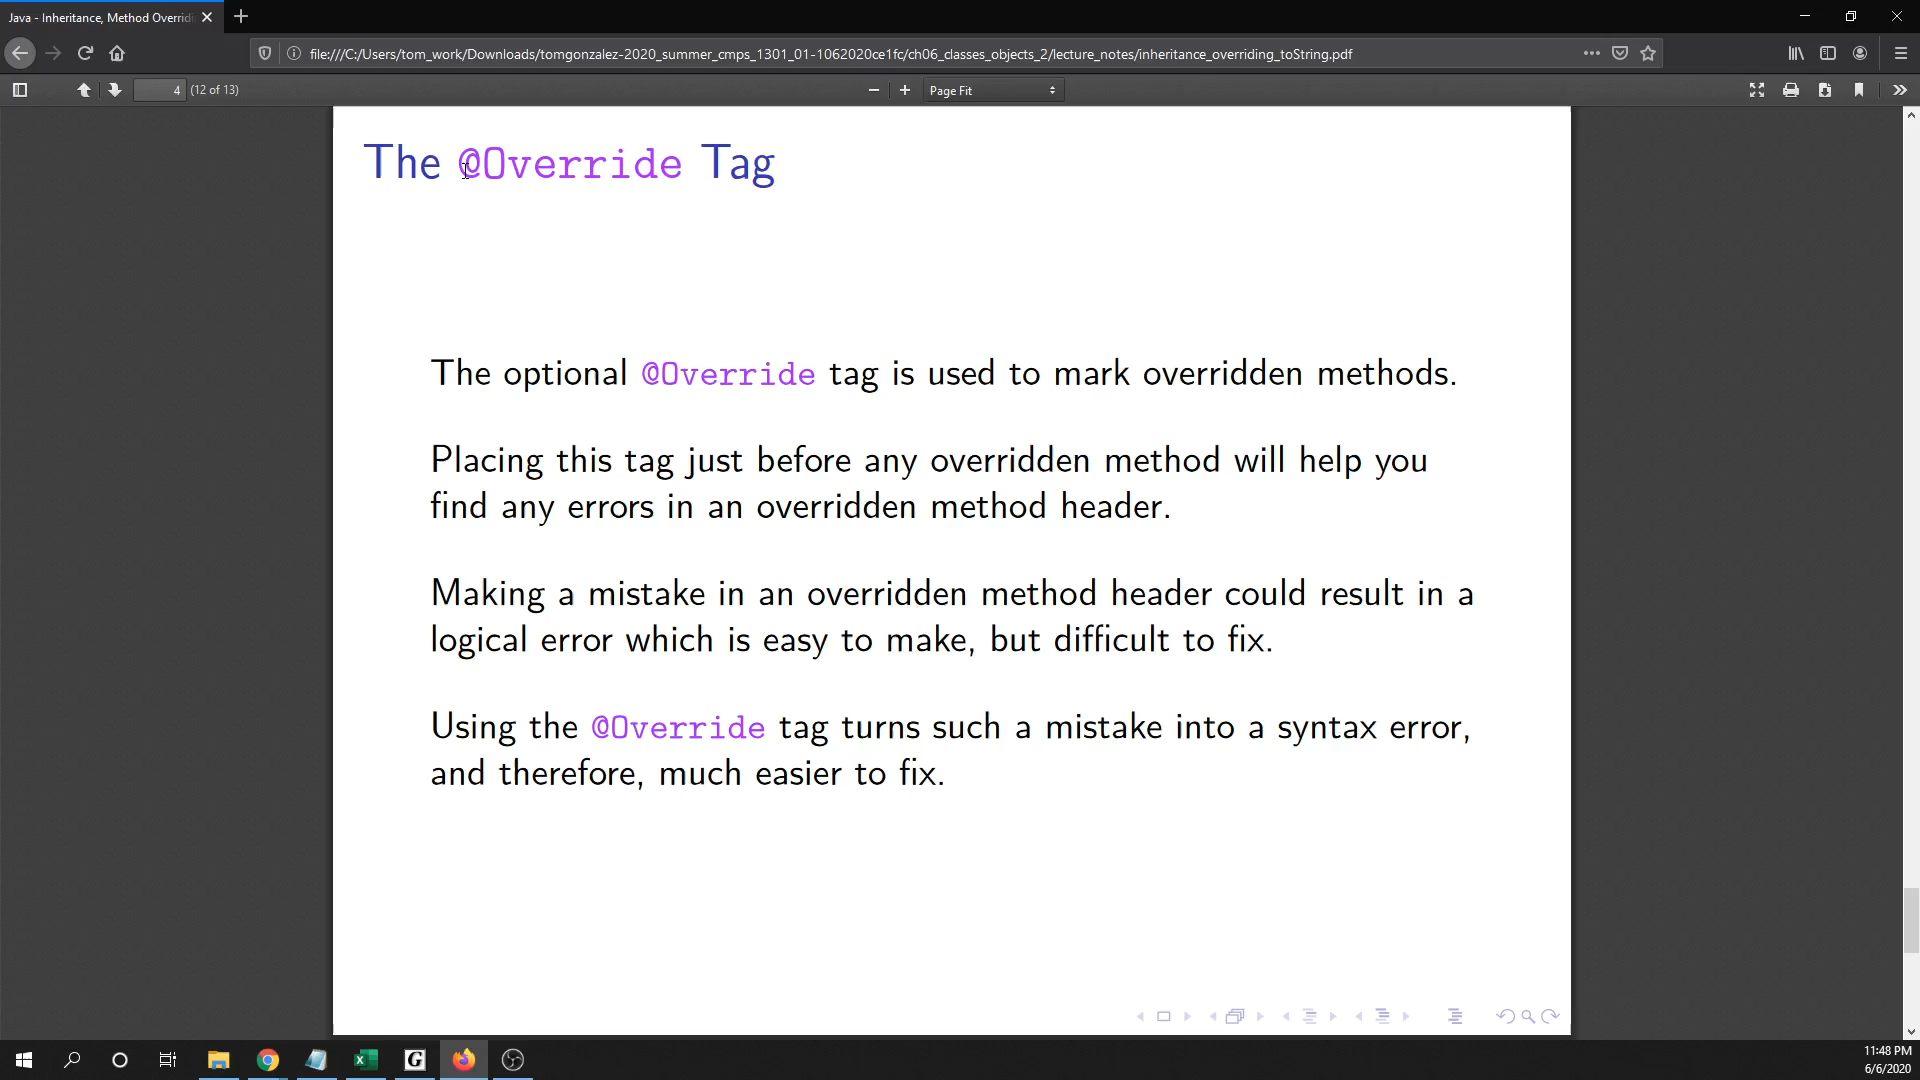 Java - Inheritance, Method Overridi
file:///C:/Users/tom_work/Downloads/tomgonzalez-2020_summer_cmps_1301_01-1062020ce1fc/ch06_classes_objects_2/lecture_notes/inheritance_overriding_toString.pdf
4 (12 of 13) Page Fit
The @Override Tag
The optional @Override tag is used to mark overridden methods.
Placing this tag just before any overridden method will help you
find any errors in an overridden method header.
Making a mistake in an overridden method header could result in a
logical error which is easy to make, but difficult to fix.
Using the @Override tag turns such a mistake into a syntax error,
and therefore, much easier to fix.
11:48 PM
6/6/2020